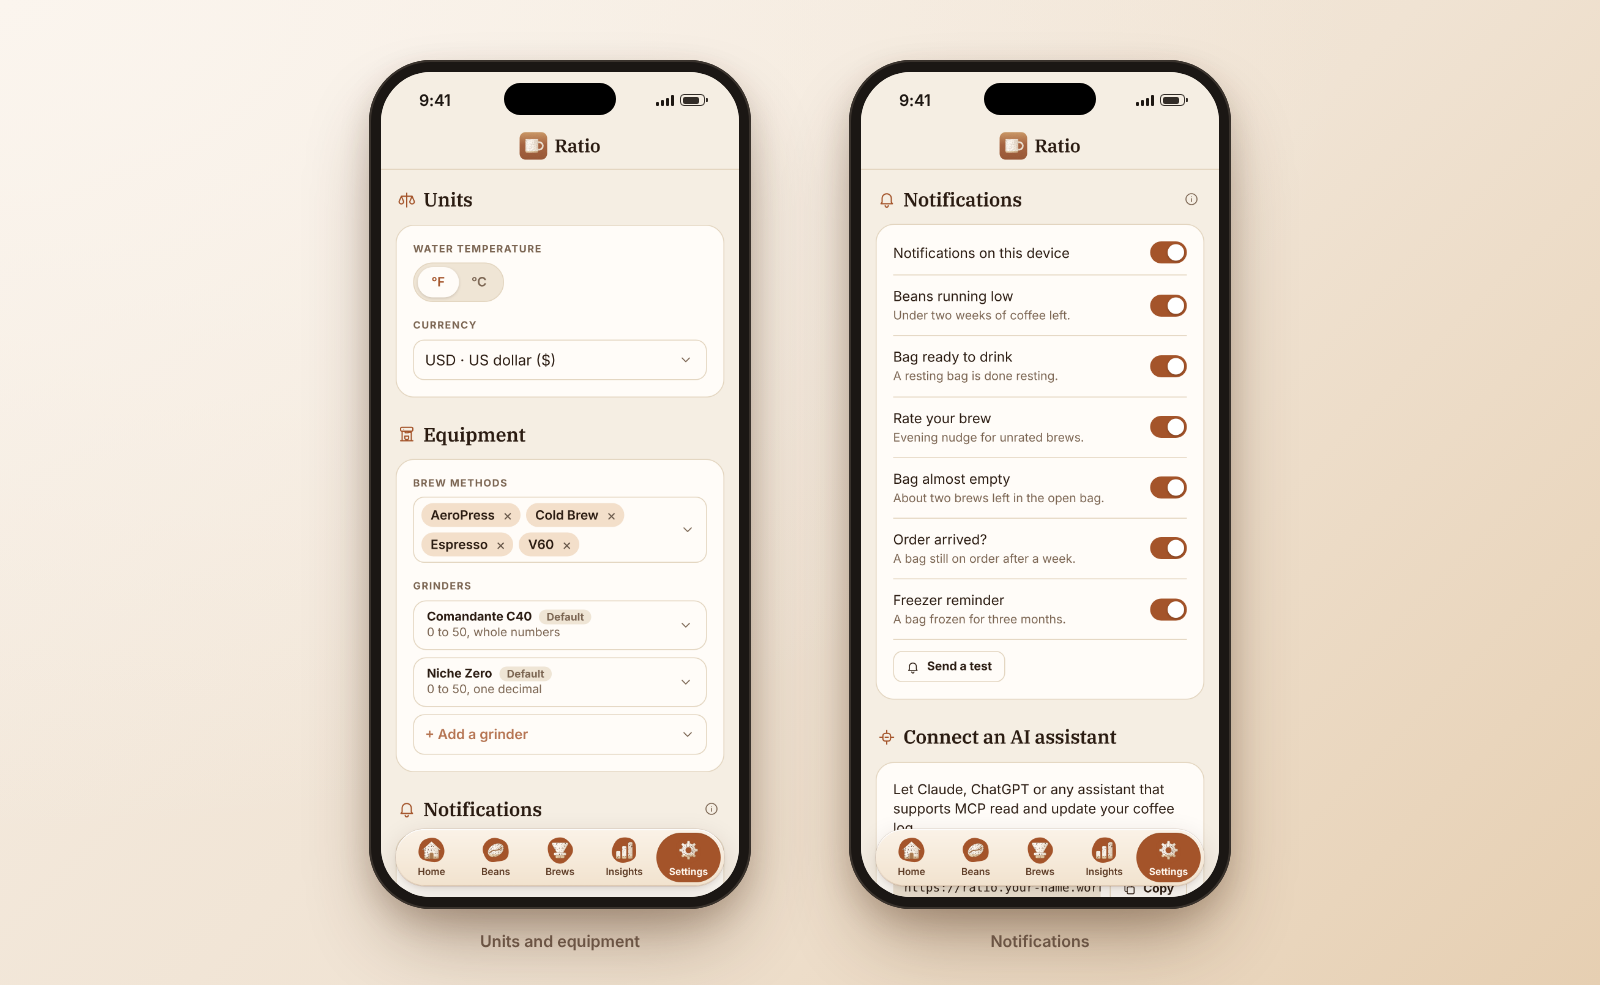 9:41
Ratio
Units
WATER TEMPERATURE
°F °C
CURRENCY
USD · US dollar ($)
Equipment
BREW METHODS
AeroPress × Cold Brew ×
Espresso × V60 ×
GRINDERS
Comandante C40 Default
0 to 50, whole numbers
Niche Zero Default
0 to 50, one decimal
+ Add a grinder
Notifications
Home Beans Brews Insights Settings
Units and equipment
9:41
Ratio
Notifications
Notifications on this device
Beans running low
Under two weeks of coffee left.
Bag ready to drink
A resting bag is done resting.
Rate your brew
Evening nudge for unrated brews.
Bag almost empty
About two brews left in the open bag.
Order arrived?
A bag still on order after a week.
Freezer reminder
A bag frozen for three months.
Send a test
Connect an AI assistant
Let Claude, ChatGPT or any assistant that
supports MCP read and update your coffee
log
Home Beans Brews Insights Settings
https://ratio.your-name.wor Copy
Notifications